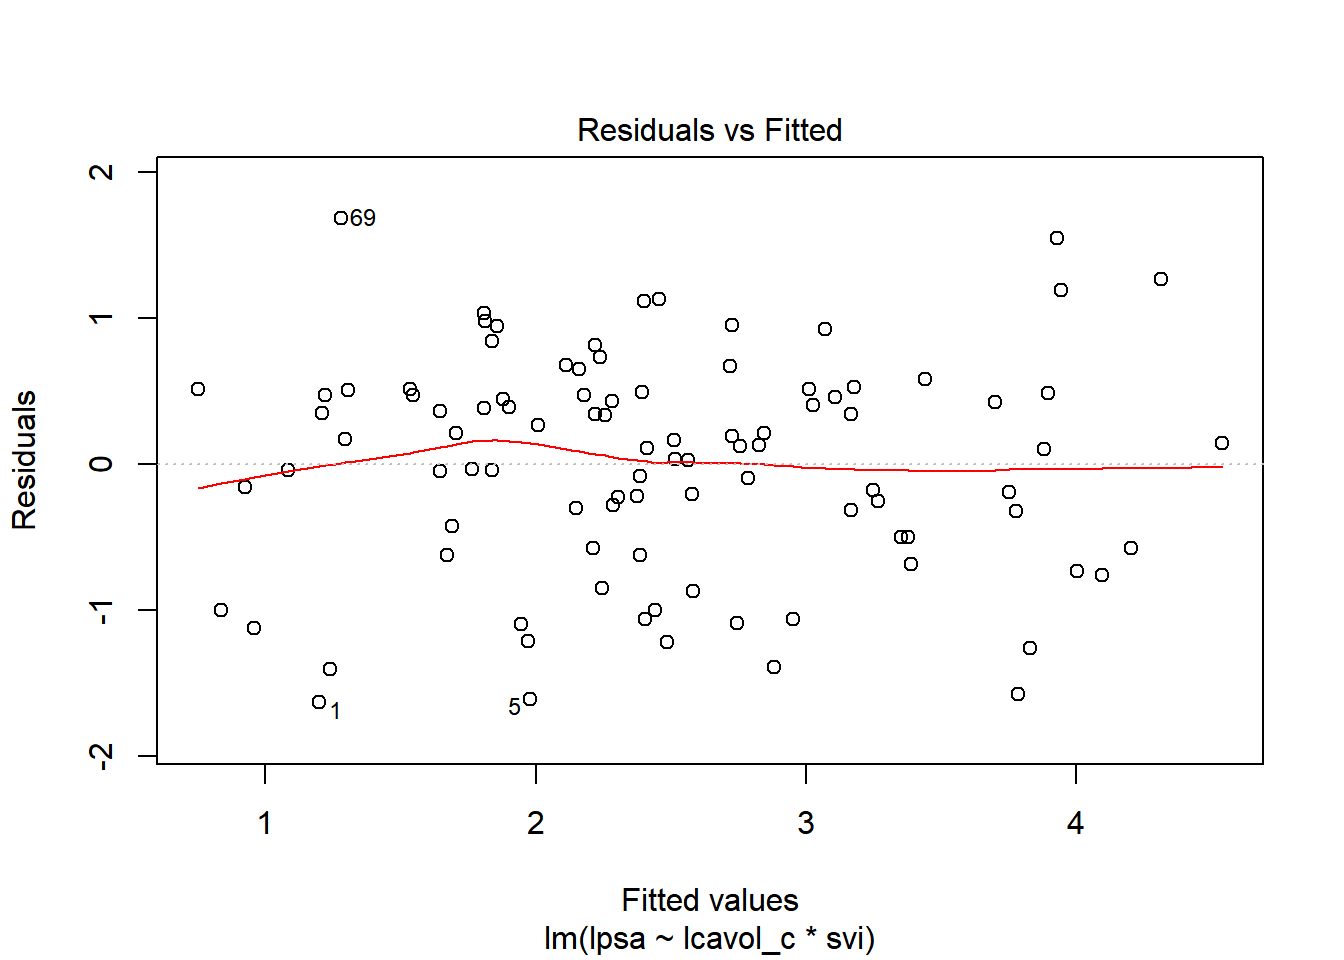 Residuals vs Fitted
Residuals
2
1
0
-1
-2
69
1
5
1 2 3 4
Fitted values
lm(lpsa ~ lcavol_c * svi)